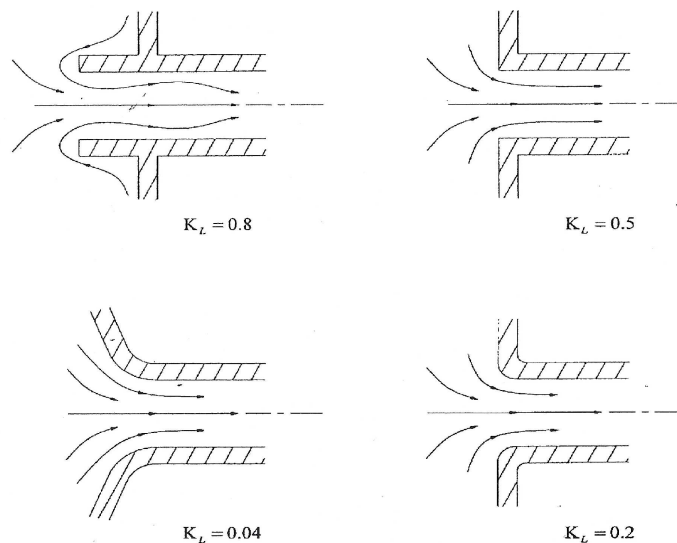 K_L = 0.8
K_L = 0.5
K_L = 0.04
K_L = 0.2